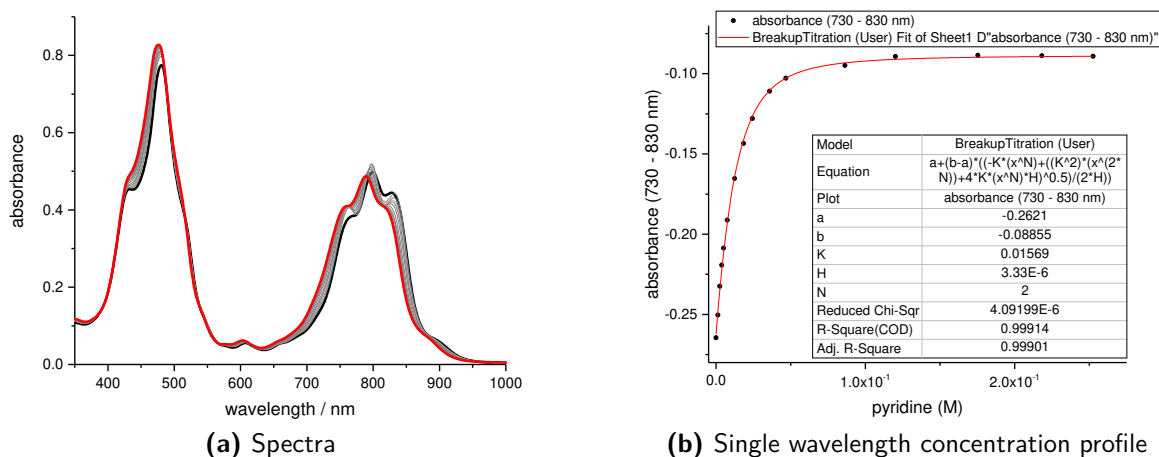 0.8
0.6
0.4
0.2
0.0
absorbance
400
500
600
700
800
900
1000
wavelength / nm
(a) Spectra
absorbance (730 - 830 nm)
BreakupTitration (User) Fit of Sheet1 D"absorbance (730 - 830 nm)"
-0.10
-0.15
-0.20
-0.25
absorbance (730 - 830 nm)
Model BreakupTitration (User)
Equation a+(b-a)*((-K*(x^N)+((K^2)*(x^(2*
N))+4*K*(x^N)*H)^0.5)/(2*H))
Plot absorbance (730 - 830 nm)
a -0.2621
b -0.08855
K 0.01569
H 3.33E-6
N 2
Reduced Chi-Sqr 4.09199E-6
R-Square(COD) 0.99914
Adj. R-Square 0.99901
0.0
1.0x10⁻¹
2.0x10⁻¹
pyridine (M)
(b) Single wavelength concentration profile